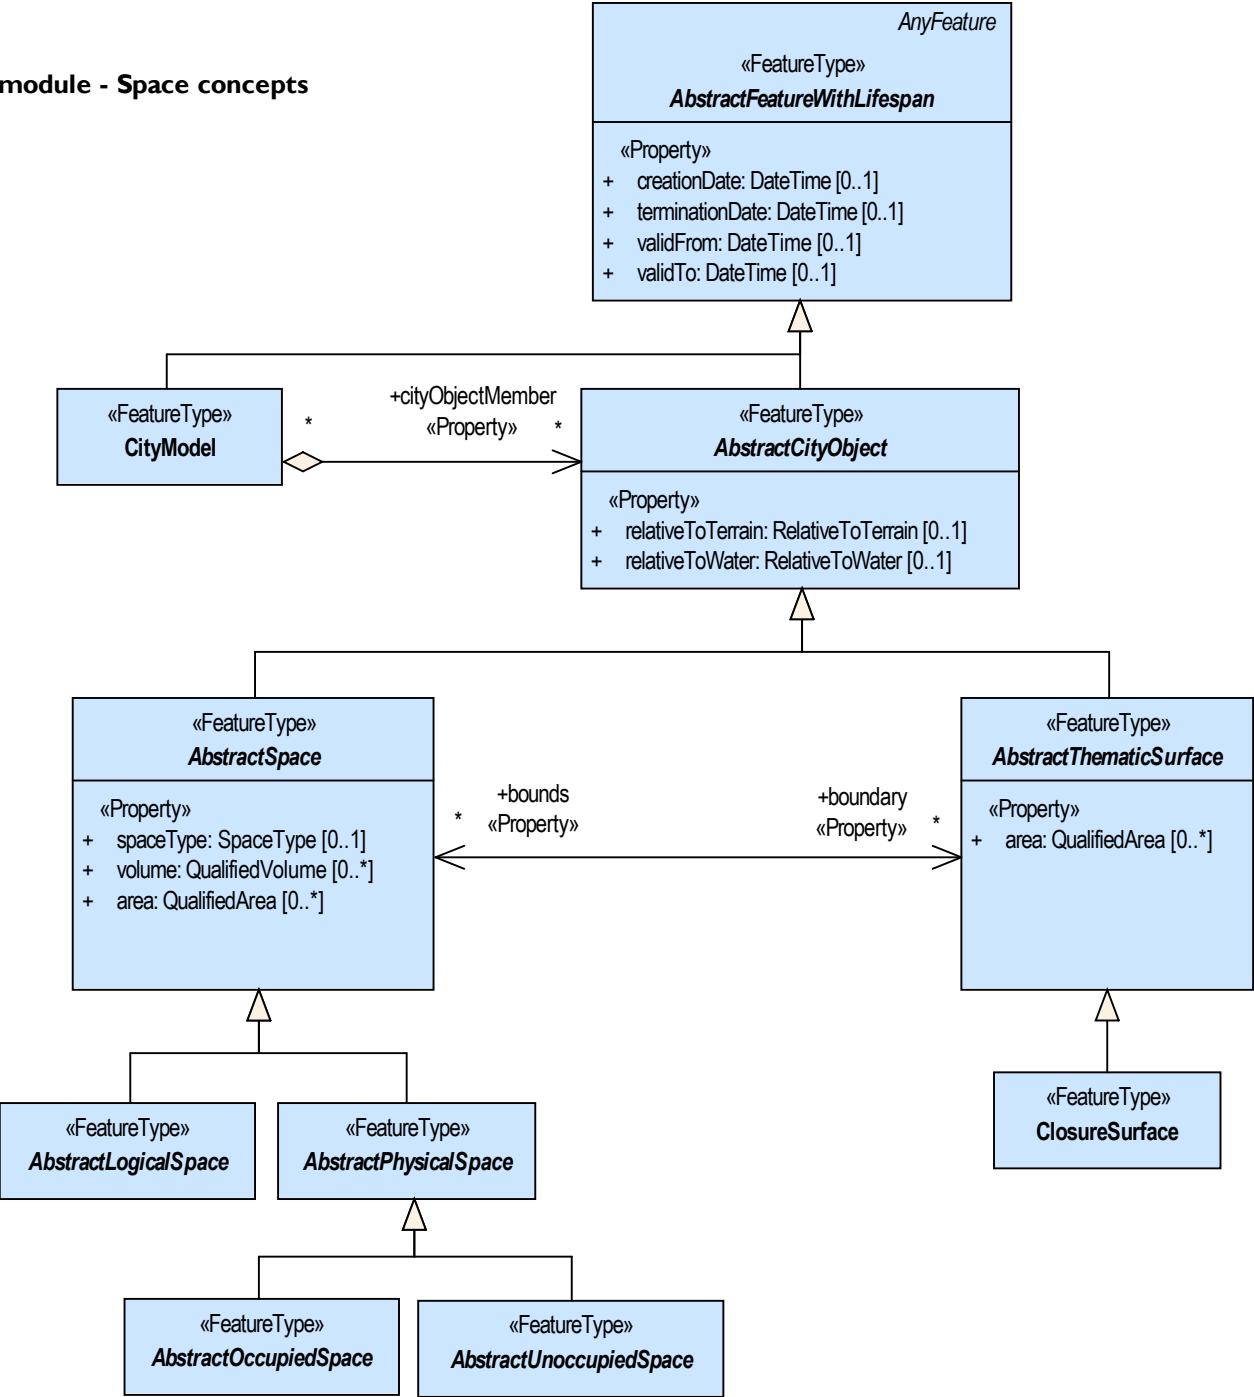 AnyFeature
«FeatureType»
AbstractFeatureWithLifespan
module - Space concepts
«Property»
+ creationDate: DateTime [0..1]
+ terminationDate: DateTime [0..1]
+ validFrom: DateTime [0..1]
+ validTo: DateTime [0..1]
«FeatureType»
CityModel
*
+cityObjectMember
«Property»
*
«FeatureType»
AbstractCityObject
«Property»
+ relativeToTerrain: RelativeToTerrain [0..1]
+ relativeToWater: RelativeToWater [0..1]
«FeatureType»
AbstractSpace
«Property»
+ spaceType: SpaceType [0..1]
+ volume: QualifiedVolume [0..*]
+ area: QualifiedArea [0..*]
+bounds
* «Property»
+boundary
«Property» *
«FeatureType»
AbstractThematicSurface
«Property»
+ area: QualifiedArea [0..*]
«FeatureType»
AbstractLogicalSpace
«FeatureType»
AbstractPhysicalSpace
«FeatureType»
ClosureSurface
«FeatureType»
AbstractOccupiedSpace
«FeatureType»
AbstractUnoccupiedSpace